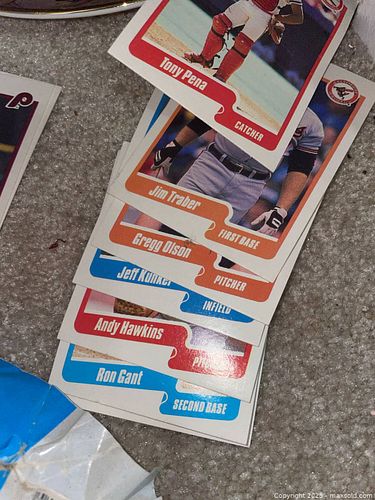 Tony Pena
CATCHER
Jim Traber
FIRST BASE
Gregg Olson
PITCHER
Jeff Kunkel
INFIELD
Andy Hawkins
Ron Gant
SECOND BASE
Copyright 2025 - maxsold.com